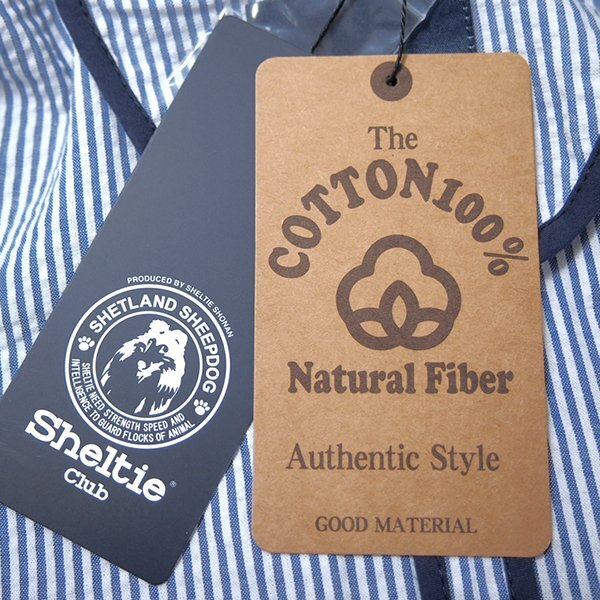 PRODUCED BY SHELTIE SHONAN
SHETLAND SHEEPDOG
SHELTIE NEED STRENGTH SPEED AND
INTELLIGENCE TO GUARD FLOCKS OF ANIMAL
Sheltie®
Club
The
COTTON100%
Natural Fiber
Authentic Style
GOOD MATERIAL